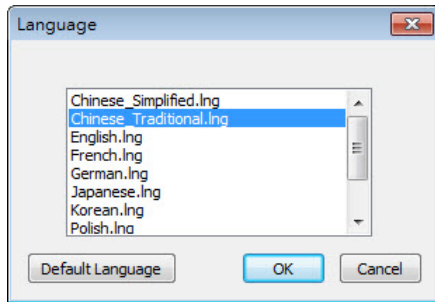 Language
Chinese_Simplified.lng
Chinese_Traditional.lng
English.lng
French.lng
German.lng
Japanese.lng
Korean.lng
Polish.lng
Default Language OK Cancel